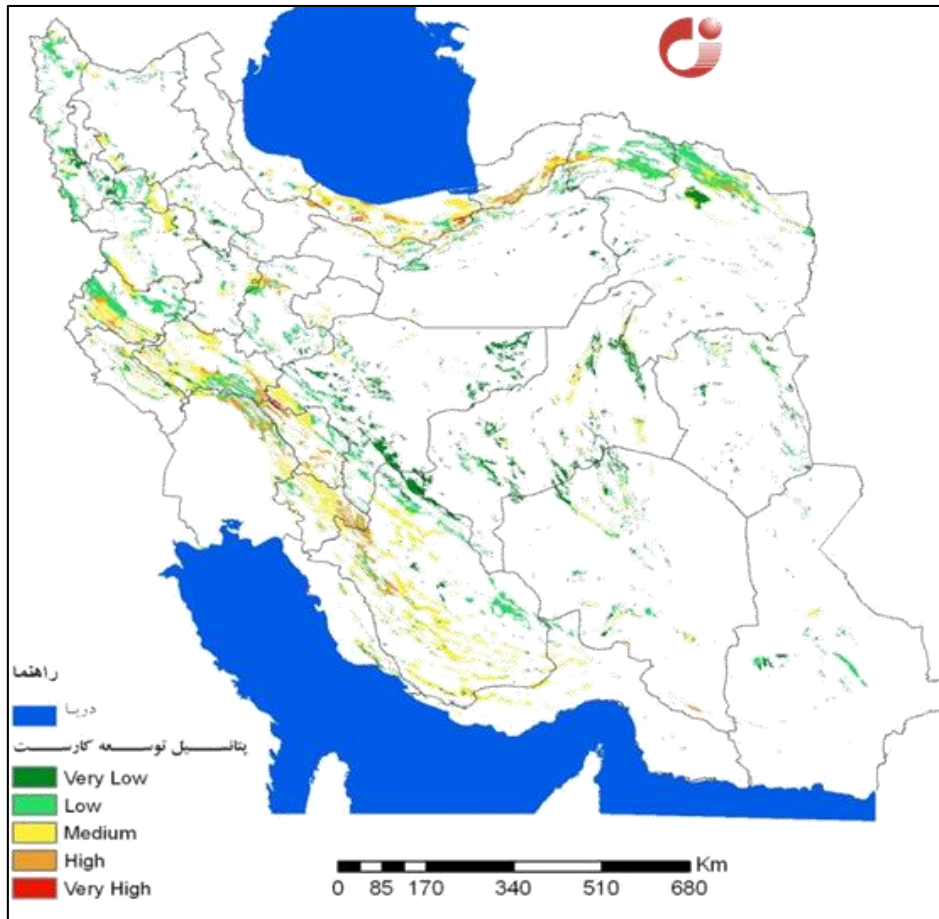 راهنما
دریا
پتانسیل توسعه کارست
Very Low
Low
Medium
High
Very High
Km
0 85 170 340 510 680